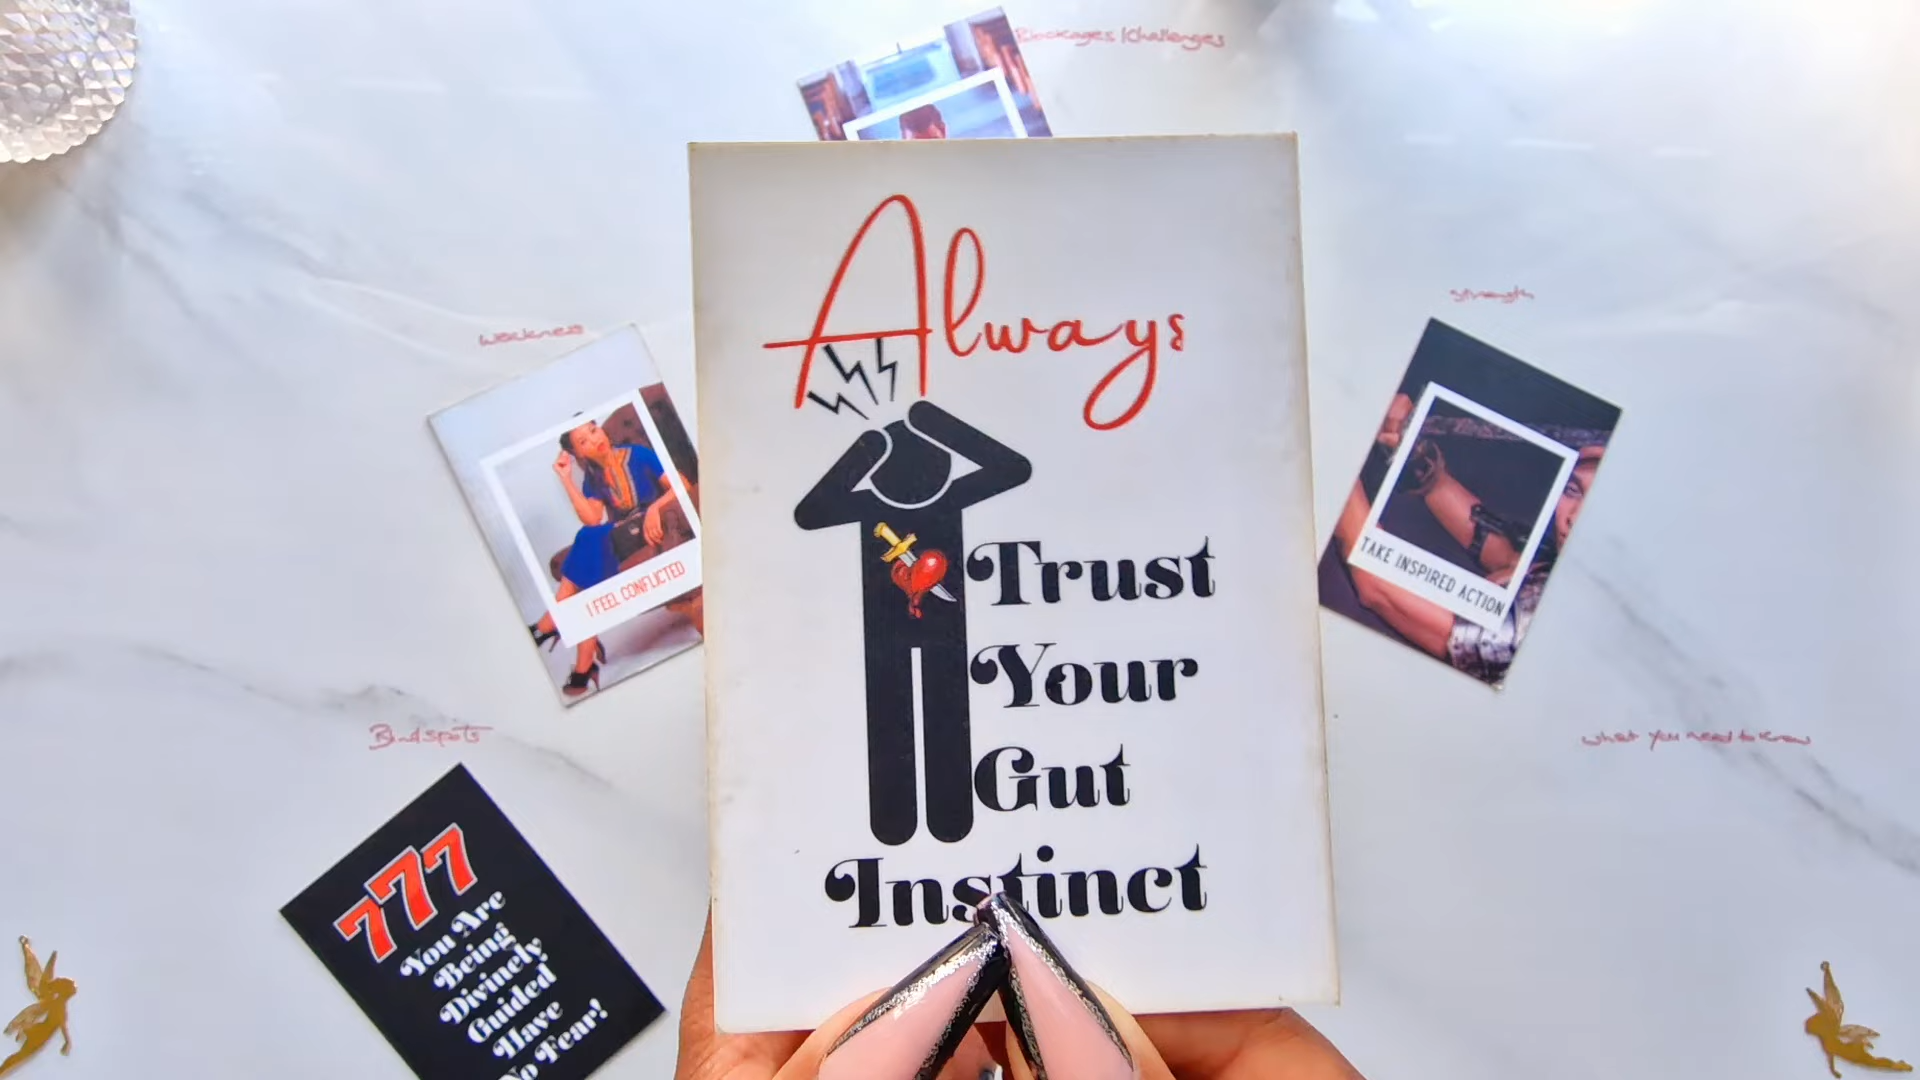 Blockages/Challenges
Always
Trust
Your
Gut
Instinct
weakness
I FEEL CONFLICTED
strength
TAKE INSPIRED ACTION
Blindspots
777
You Are
Being
Divinely
Guided
Have
No Fear!
what you need to know